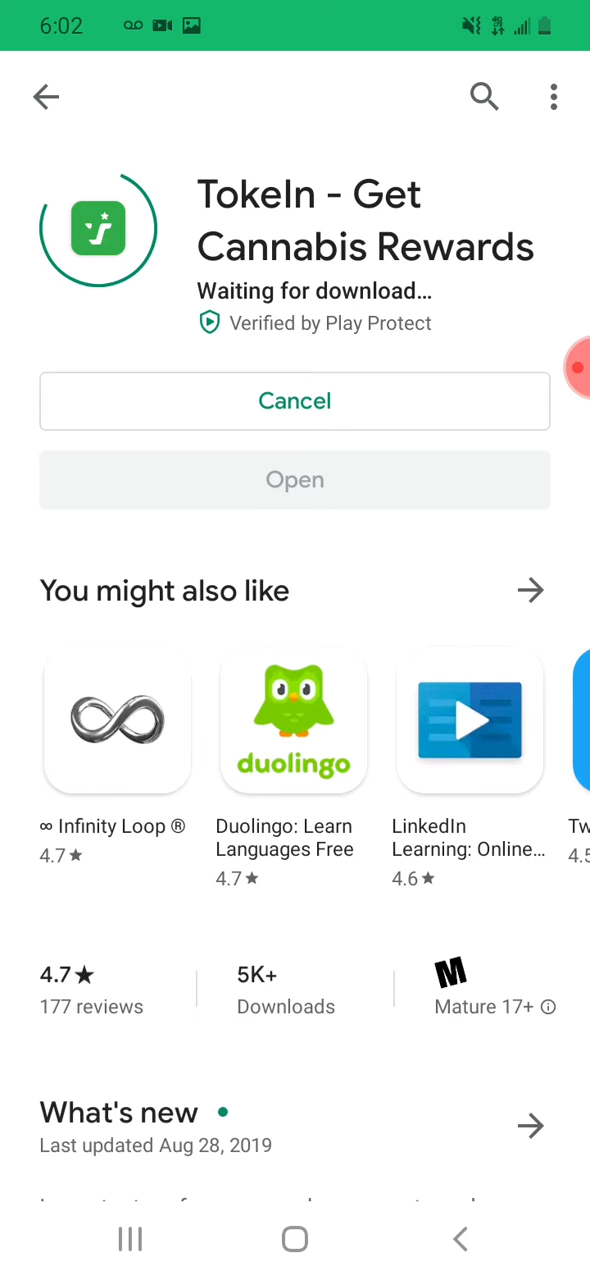 6:02
TokeIn - Get
Cannabis Rewards
Waiting for download...
Verified by Play Protect
Cancel
Open
You might also like
duolingo
∞ Infinity Loop ®
4.7★
Duolingo: Learn
Languages Free
4.7★
LinkedIn
Learning: Online...
4.6★
Tw
4.5
4.7★
177 reviews
5K+
Downloads
M
Mature 17+
What's new
Last updated Aug 28, 2019